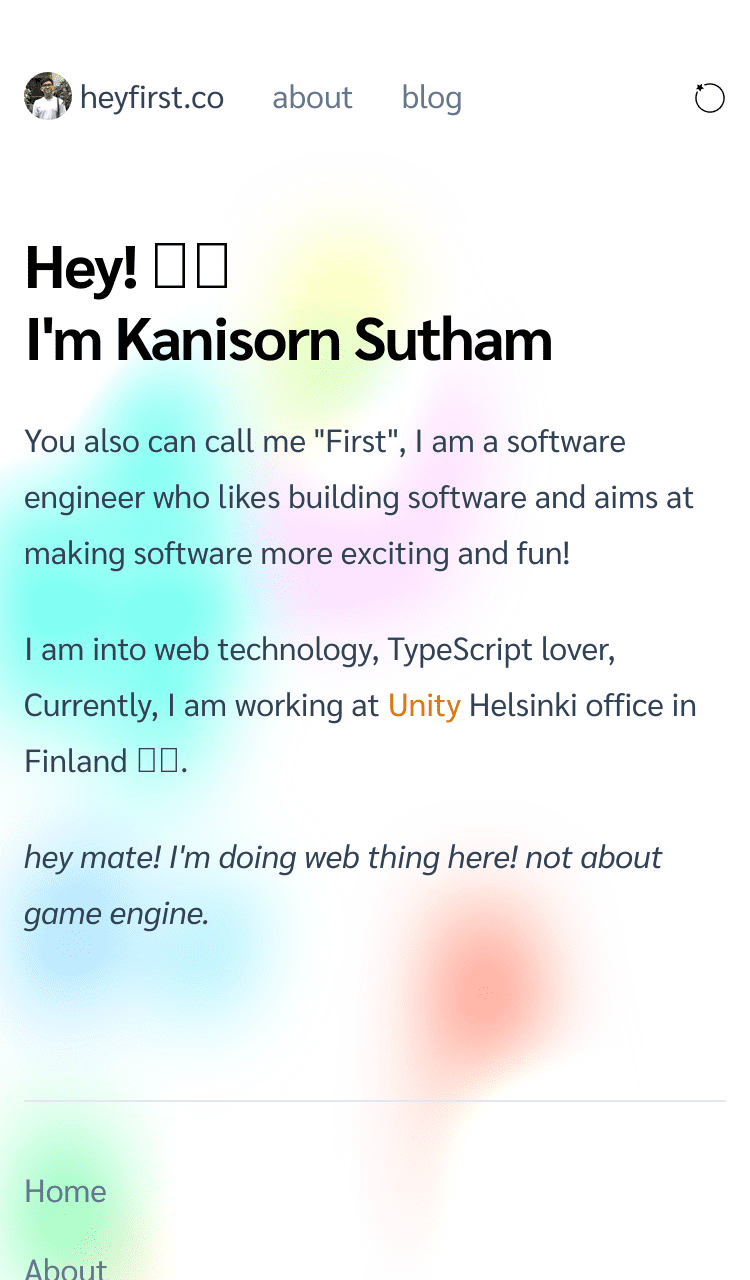 heyfirst.co about blog
Hey! 
I'm Kanisorn Sutham
You also can call me "First", I am a software
engineer who likes building software and aims at
making software more exciting and fun!
I am into web technology, TypeScript lover,
Currently, I am working at Unity Helsinki office in
Finland .
hey mate! I'm doing web thing here! not about
game engine.
Home
About